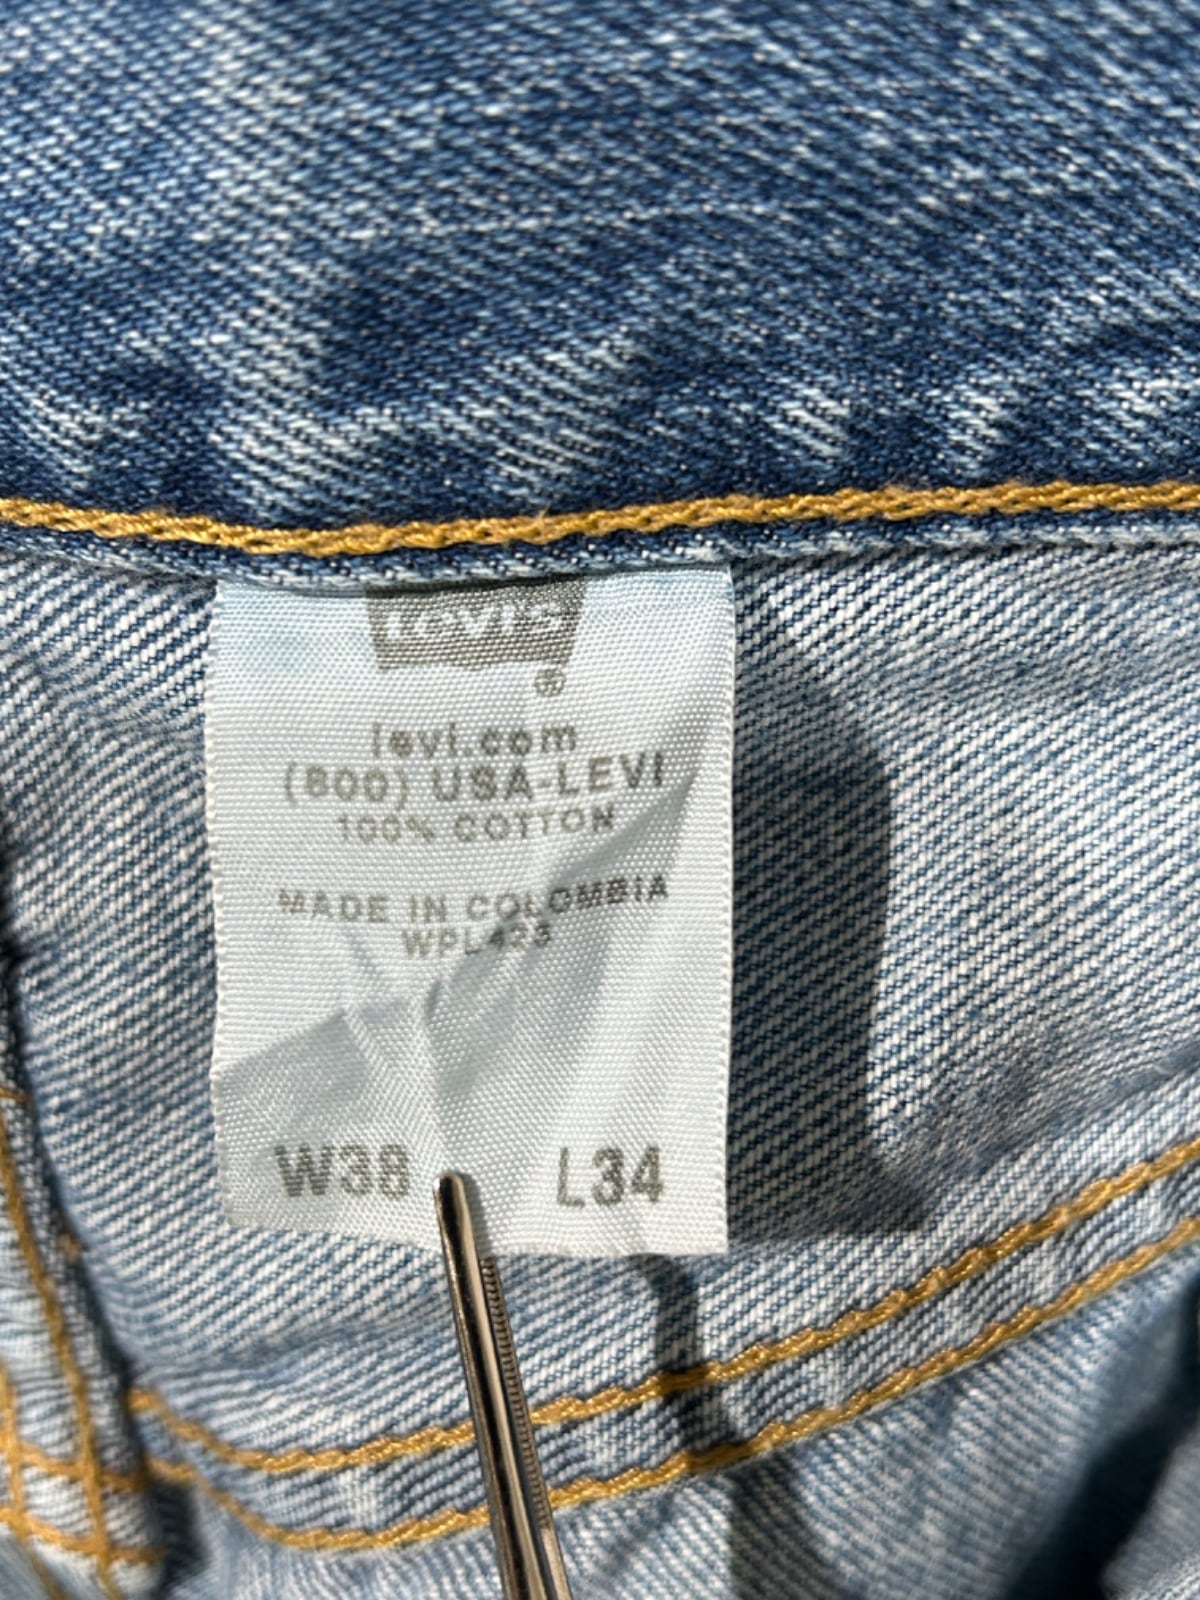 Levi's
®
levi.com
(800) USA-LEVI
100% COTTON
MADE IN COLOMBIA
WPL423
W38 L34